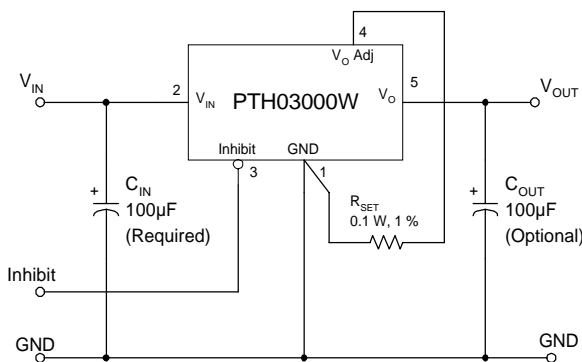 4
V_O Adj
V_IN
2
V_IN
PTH03000W
V_O
5
V_OUT
Inhibit
GND
3
1
+
C_IN
100µF
(Required)
R_SET
0.1 W, 1 %
+
C_OUT
100µF
(Optional)
Inhibit
GND
GND